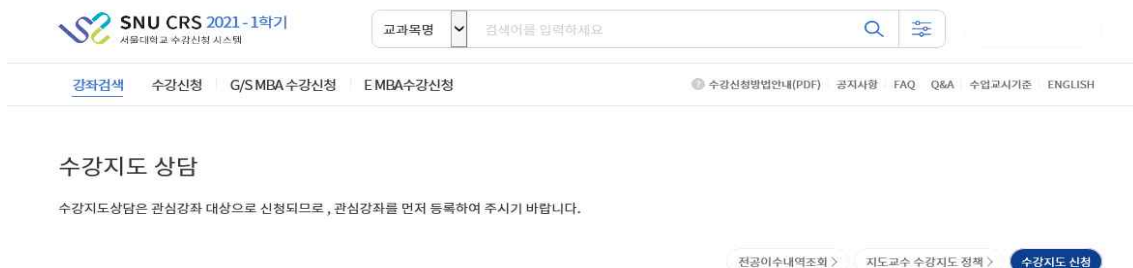 SNU CRS 2021 - 1학기
서울대학교 수강신청 시스템
교과목명
검색어를 입력하세요
강좌검색 수강신청 G/S MBA 수강신청 E MBA수강신청
수강신청방법안내(PDF) 공지사항 FAQ Q&A 수업교시기준 ENGLISH
수강지도 상담
수강지도상담은 관심강좌 대상으로 신청되므로 , 관심강좌를 먼저 등록하여 주시기 바랍니다.
전공이수내역조회 > 지도교수 수강지도 정책 > 수강지도 신청